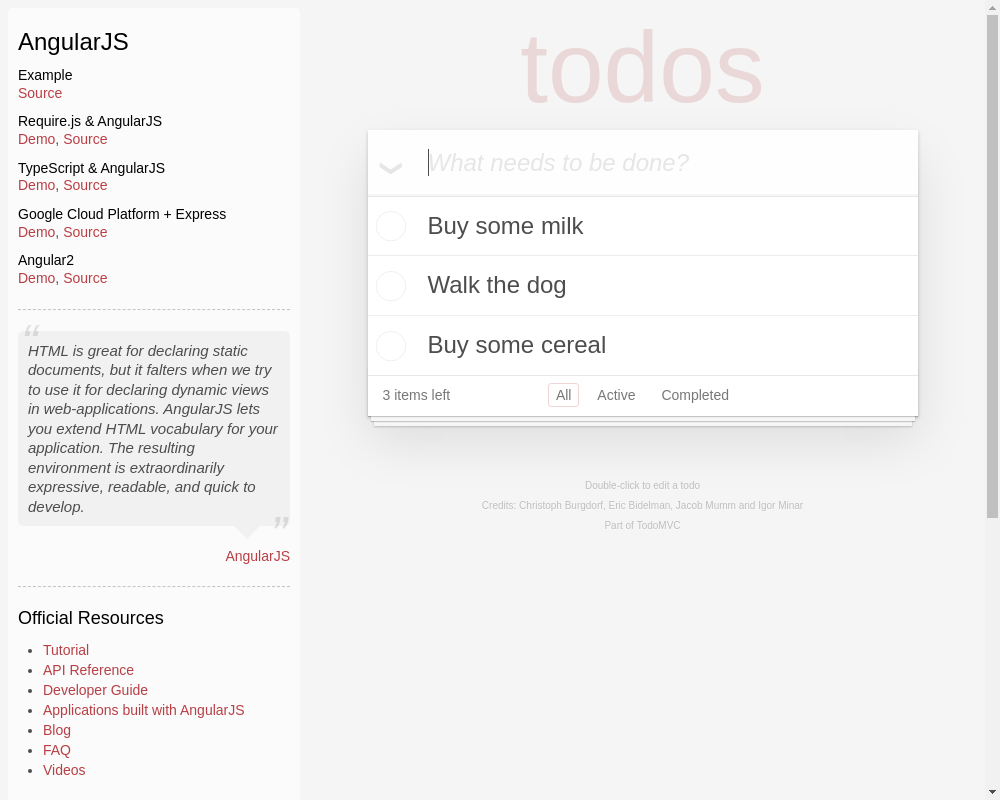 AngularJS
Example
Source
Require.js & AngularJS
Demo, Source
TypeScript & AngularJS
Demo, Source
Google Cloud Platform + Express
Demo, Source
Angular2
Demo, Source
“
HTML is great for declaring static
documents, but it falters when we try
to use it for declaring dynamic views
in web-applications. AngularJS lets
you extend HTML vocabulary for your
application. The resulting
environment is extraordinarily
expressive, readable, and quick to
develop.
”
AngularJS
Official Resources
Tutorial
API Reference
Developer Guide
Applications built with AngularJS
Blog
FAQ
Videos
todos
What needs to be done?
Buy some milk
Walk the dog
Buy some cereal
3 items left All Active Completed
Double-click to edit a todo
Credits: Christoph Burgdorf, Eric Bidelman, Jacob Mumm and Igor Minar
Part of TodoMVC